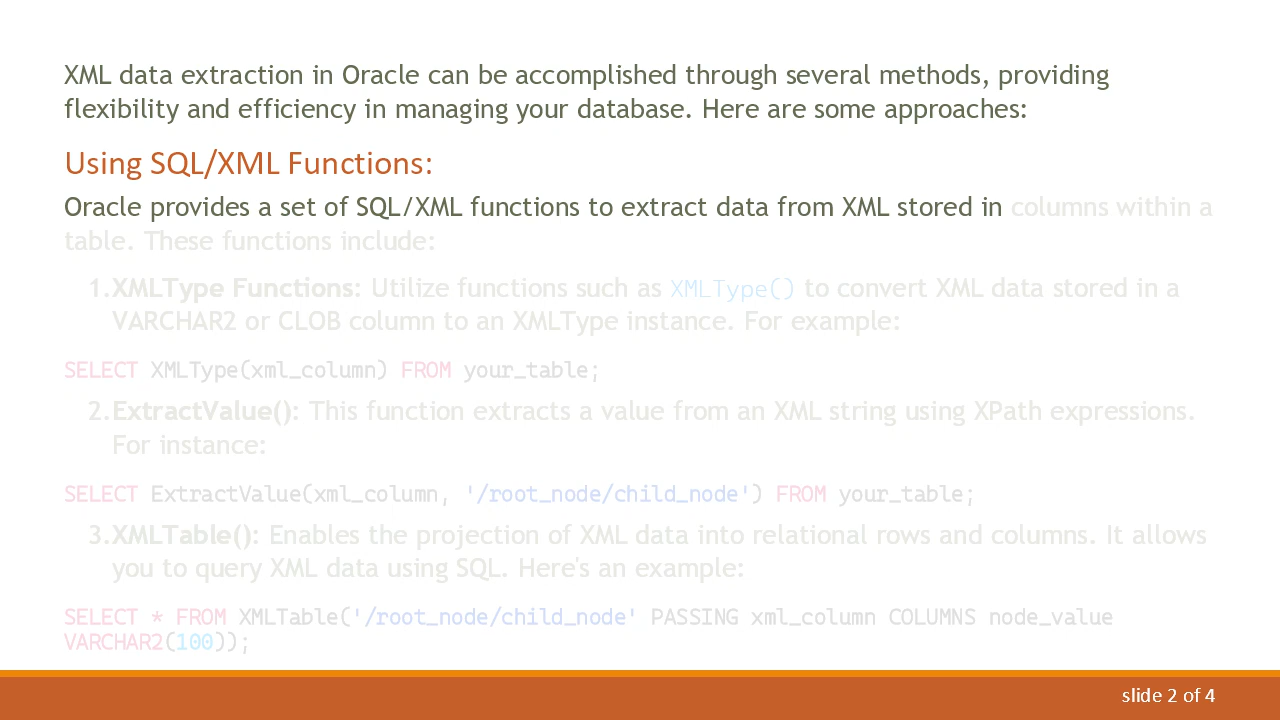 XML data extraction in Oracle can be accomplished through several methods, providing
flexibility and efficiency in managing your database. Here are some approaches:
Using SQL/XML Functions:
Oracle provides a set of SQL/XML functions to extract data from XML stored in columns within a
table. These functions include:
1.XMLType Functions: Utilize functions such as XMLType() to convert XML data stored in a
VARCHAR2 or CLOB column to an XMLType instance. For example:
SELECT XMLType(xml_column) FROM your_table;
2.ExtractValue(): This function extracts a value from an XML string using XPath expressions.
For instance:
SELECT ExtractValue(xml_column, '/root_node/child_node') FROM your_table;
3.XMLTable(): Enables the projection of XML data into relational rows and columns. It allows
you to query XML data using SQL. Here's an example:
SELECT * FROM XMLTable('/root_node/child_node' PASSING xml_column COLUMNS node_value
VARCHAR2(100));
slide 2 of 4